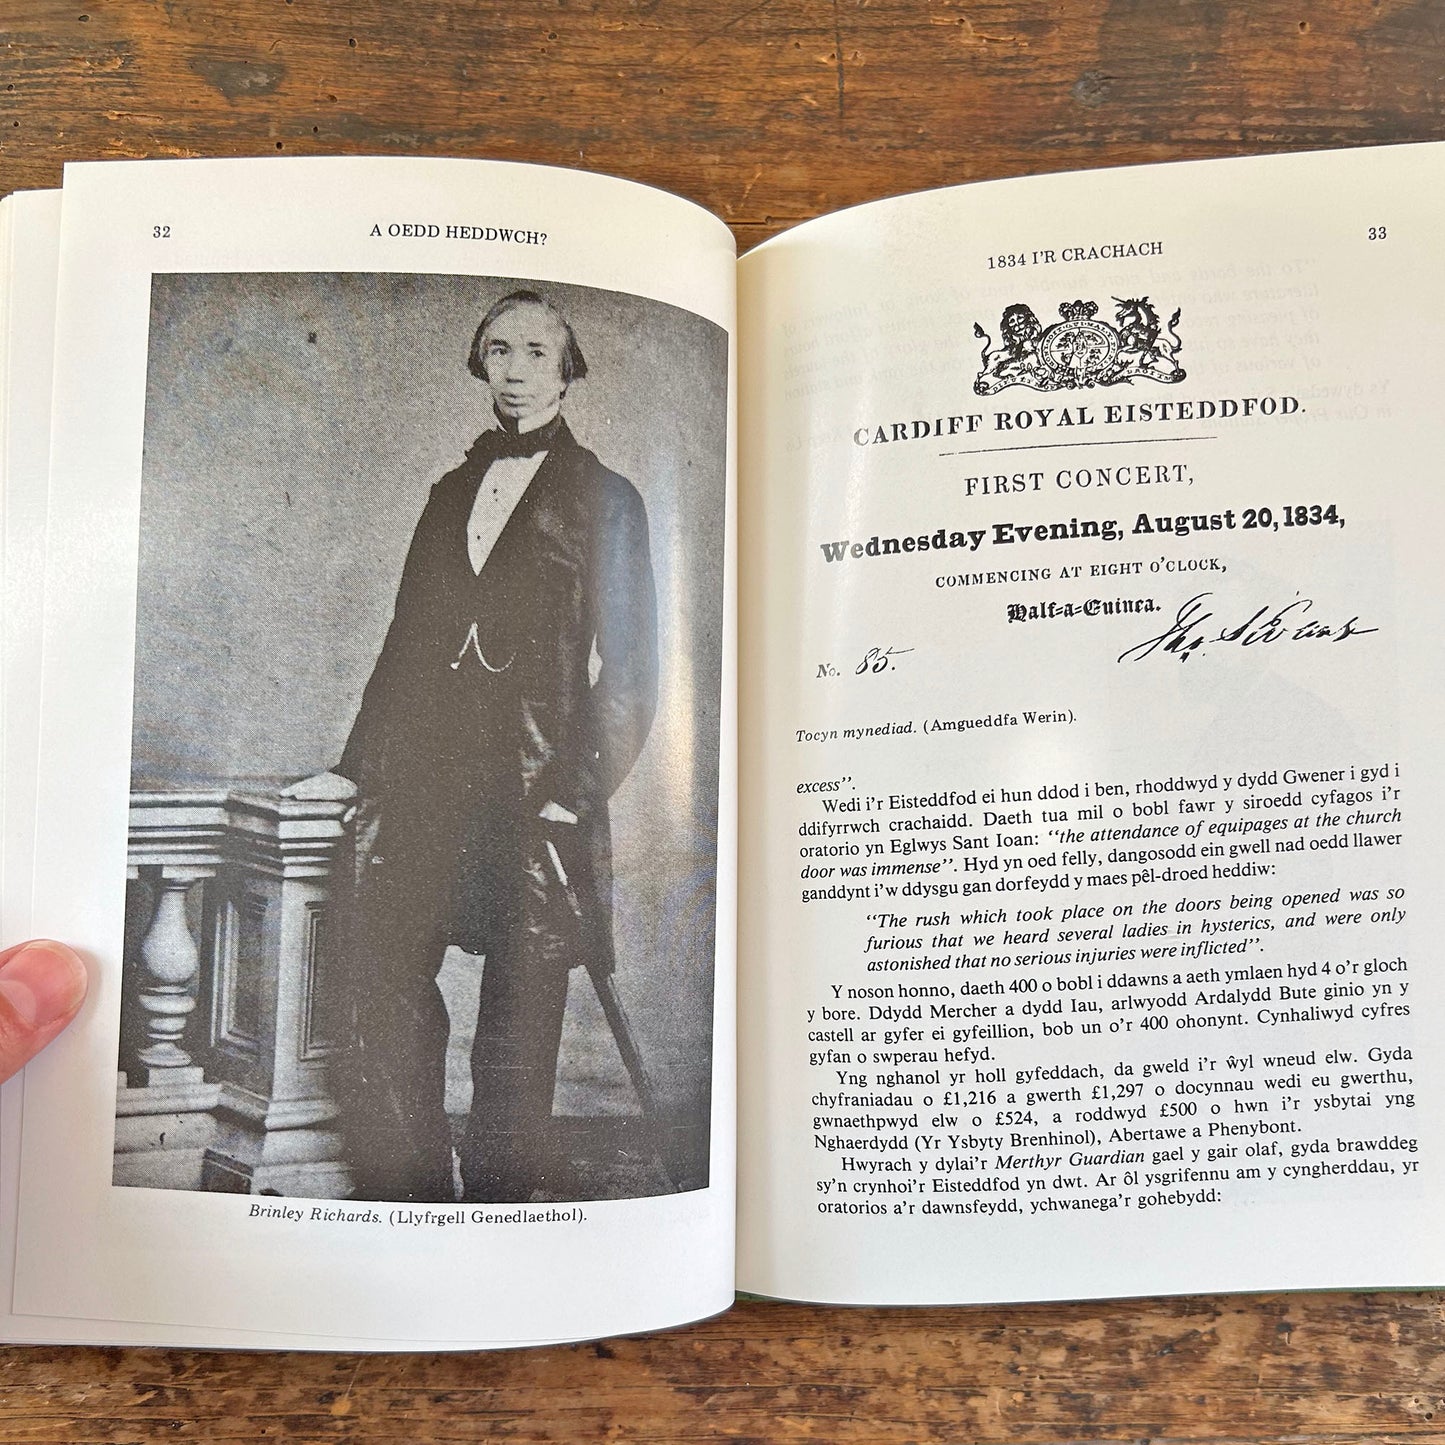 32
A OEDD HEDDWCH?
Brinley Richards. (Llyfrgell Genedlaethol).
1834 I'R CRACHACH
33
CARDIFF ROYAL EISTEDDFOD.
FIRST CONCERT,
Wednesday Evening, August 20, 1834,
COMMENCING AT EIGHT O'CLOCK,
Half-a-Guinea.
No. 85.
Tocyn mynediad. (Amgueddfa Werin).
excess''.
Wedi i'r Eisteddfod ei hun ddod i ben, rhoddwyd y dydd Gwener i gyd i
ddifyrrwch crachaidd. Daeth tua mil o bobl fawr y siroedd cyfagos i'r
oratorio yn Eglwys Sant Ioan: ''the attendance of equipages at the church
door was immense''. Hyd yn oed felly, dangosodd ein gwell nad oedd llawer
ganddynt i'w ddysgu gan dorfeydd y maes pêl-droed heddiw:
''The rush which took place on the doors being opened was so
furious that we heard several ladies in hysterics, and were only
astonished that no serious injuries were inflicted''.
Y noson honno, daeth 400 o bobl i ddawns a aeth ymlaen hyd 4 o'r gloch
y bore. Ddydd Mercher a dydd Iau, arlwyodd Ardalydd Bute ginio yn y
castell ar gyfer ei gyfeillion, bob un o'r 400 ohonynt. Cynhaliwyd cyfres
gyfan o swperau hefyd.
Yng nghanol yr holl gyfeddach, da gweld i'r ŵyl wneud elw. Gyda
chyfraniadau o £1,216 a gwerth £1,297 o docynnau wedi eu gwerthu,
gwnaethpwyd elw o £524, a roddwyd £500 o hwn i'r ysbytai yng
Nghaerdydd (Yr Ysbyty Brenhinol), Abertawe a Phenybont.
Hwyrach y dylai'r Merthyr Guardian gael y gair olaf, gyda brawddeg
sy'n crynhoi'r Eisteddfod yn dwt. Ar ôl ysgrifennu am y cyngherddau, yr
oratorios a'r dawnsfeydd, ychwanega'r gohebydd: